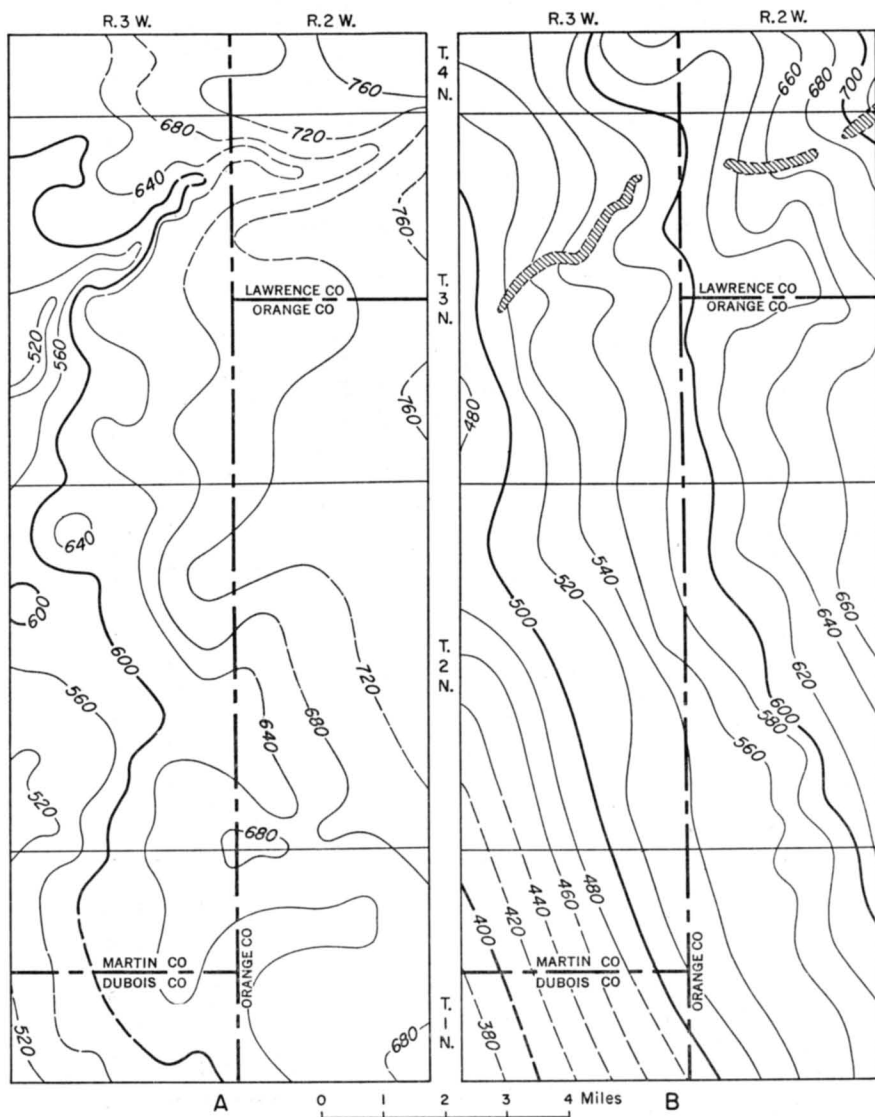 R.3 W. R.2 W. R.3 W. R.2 W.
T. 4 N.
760
680
720
640
760
LAWRENCE CO
ORANGE CO
T. 3 N.
520
560
760
640
600
600
560
T. 2 N.
720
640
680
520
680
MARTIN CO
DUBOIS CO
ORANGE CO
T. 1 N.
520
680
A
660
680
700
LAWRENCE CO
ORANGE CO
480
540
520
500
660
640
620
600
580
560
480
460
440
420
400
MARTIN CO
DUBOIS CO
ORANGE CO
380
B
0 1 2 3 4 Miles